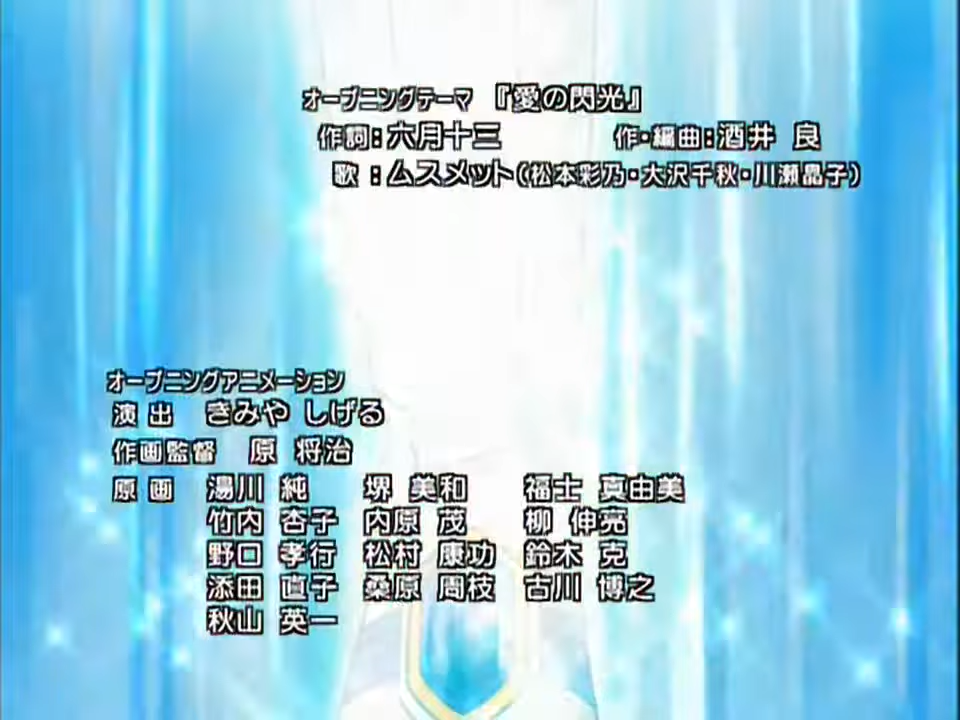 オープニングテーマ 『愛の閃光』
作詞：六月十三 作・編曲：酒井 良
歌：ムスメット（松本彩乃・大沢千秋・川瀬晶子）
オープニングアニメーション
演出 きみや しげる
作画監督 原 将治
原画 湯川 純 堺 美和 福士 真由美
竹内 杏子 内原 茂 柳 伸亮
野口 孝行 松村 康功 鈴木 克
添田 直子 桑原 周枝 古川 博之
秋山 英一